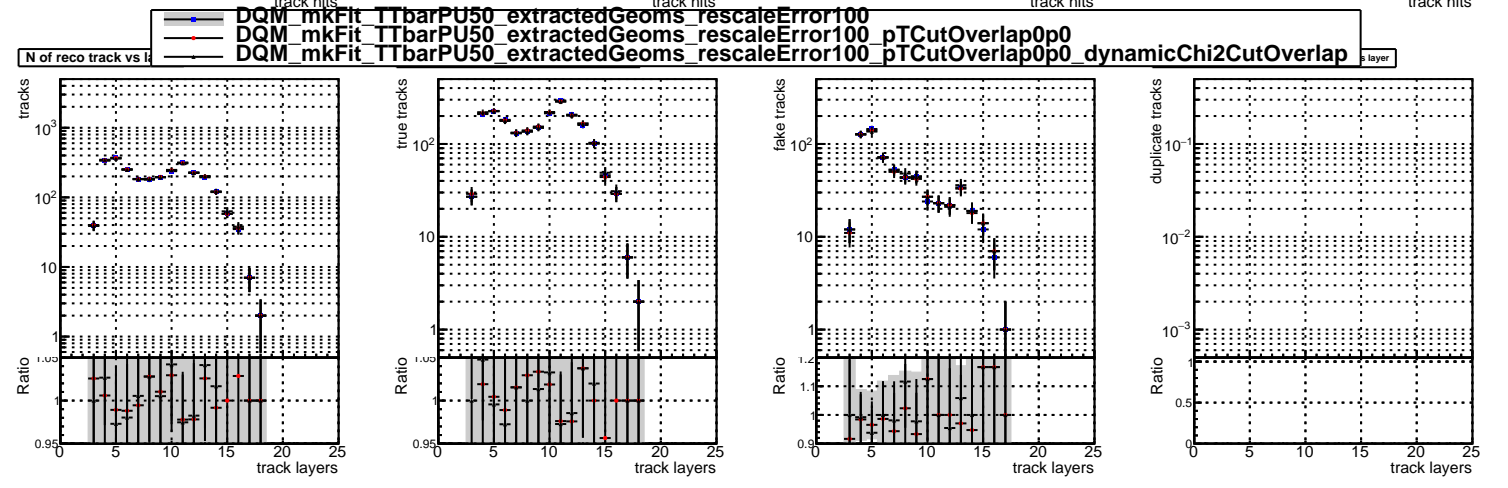 track hits track hits track hits track hits
DQM_mkFit_TTbarPU50_extractedGeoms_rescaleError100
DQM_mkFit_TTbarPU50_extractedGeoms_rescaleError100_pTCutOverlap0p0
DQM_mkFit_TTbarPU50_extractedGeoms_rescaleError100_pTCutOverlap0p0_dynamicChi2CutOverlap
N of reco track vs la
s layer
tracks
10³
10²
10
1
Ratio
1.05
1
0.95
0 5 10 15 20 25
track layers
true tracks
10²
10
1
Ratio
1.05
1
0.95
0 5 10 15 20 25
track layers
fake tracks
10²
10
1
Ratio
1.2
1.1
1
0.9
0 5 10 15 20 25
track layers
duplicate tracks
10⁻¹
10⁻²
10⁻³
Ratio
1
0.5
0
0 5 10 15 20 25
track layers